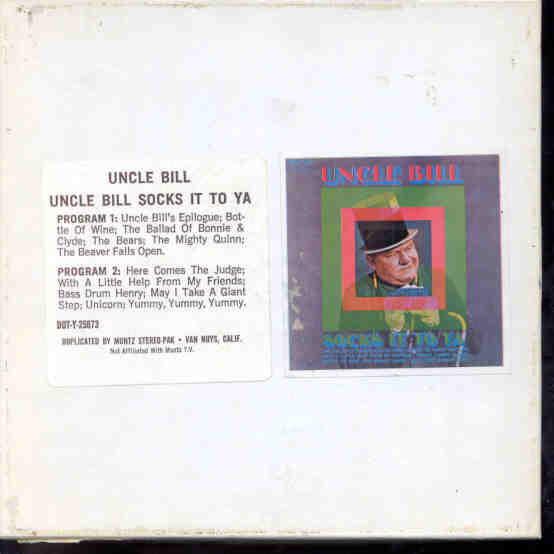 UNCLE BILL
UNCLE BILL SOCKS IT TO YA
PROGRAM 1: Uncle Bill's Epilogue; Bot-
tle Of Wine; The Ballad Of Bonnie &
Clyde; The Bears; The Mighty Quinn;
The Beaver Falls Open.
PROGRAM 2: Here Comes The Judge;
With A Little Help From My Friends;
Bass Drum Henry; May I Take A Giant
Step; Unicorn; Yummy, Yummy, Yummy.
DOT-Y-25873
DUPLICATED BY MUNTZ STEREO-PAK • VAN NUYS, CALIF.
Not Affiliated With Muntz T.V.
UNCLE BILL
SOCKS IT TO YA